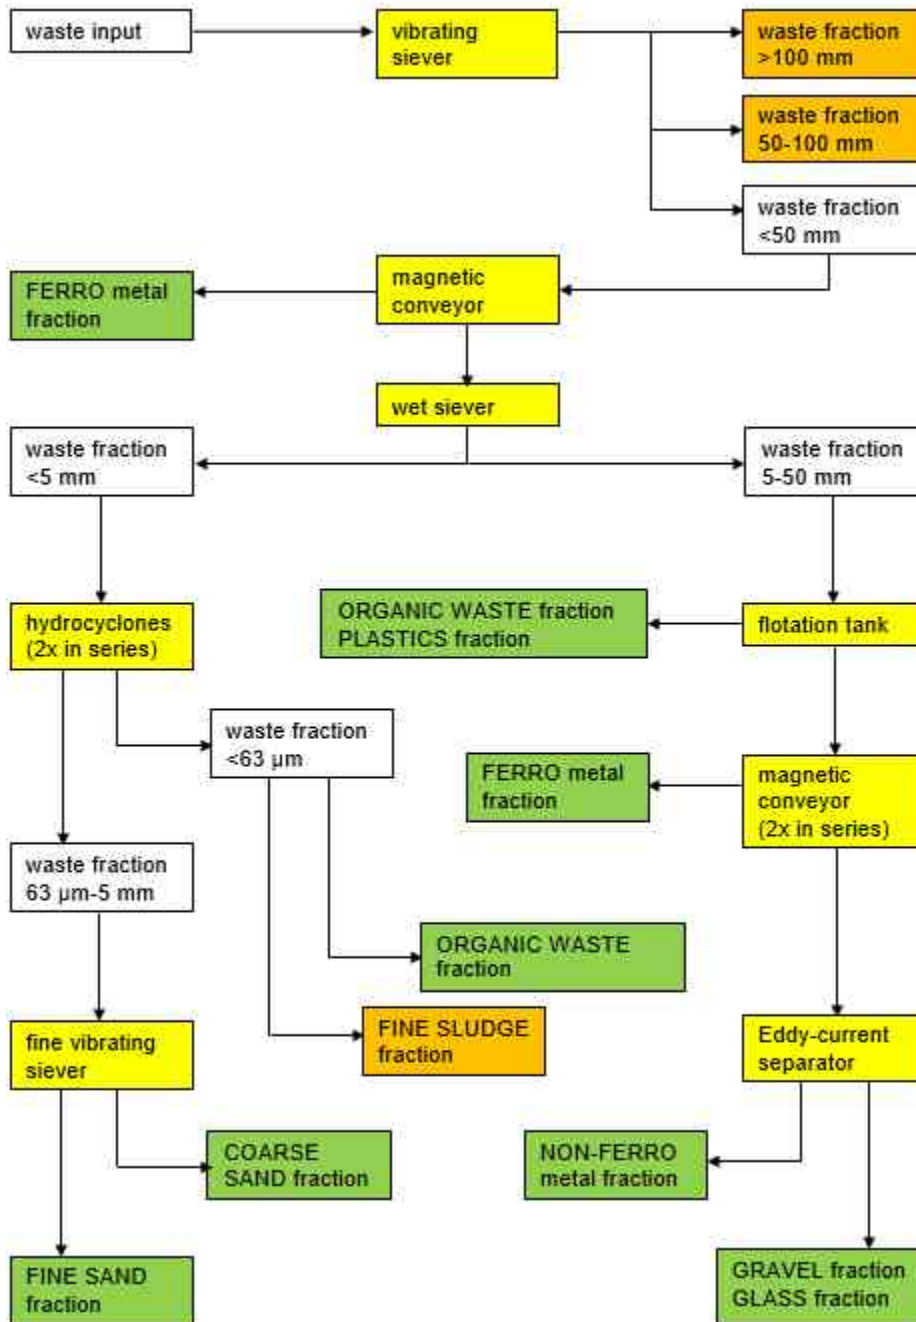 waste input
vibrating
siever
waste fraction
>100 mm
waste fraction
50-100 mm
waste fraction
<50 mm
magnetic
conveyor
FERRO metal
fraction
wet siever
waste fraction
<5 mm
waste fraction
5-50 mm
hydrocyclones
(2x in series)
ORGANIC WASTE fraction
PLASTICS fraction
flotation tank
waste fraction
<63 µm
FERRO metal
fraction
magnetic
conveyor
(2x in series)
waste fraction
63 µm-5 mm
ORGANIC WASTE
fraction
fine vibrating
siever
FINE SLUDGE
fraction
Eddy-current
separator
COARSE
SAND fraction
NON-FERRO
metal fraction
FINE SAND
fraction
GRAVEL fraction
GLASS fraction